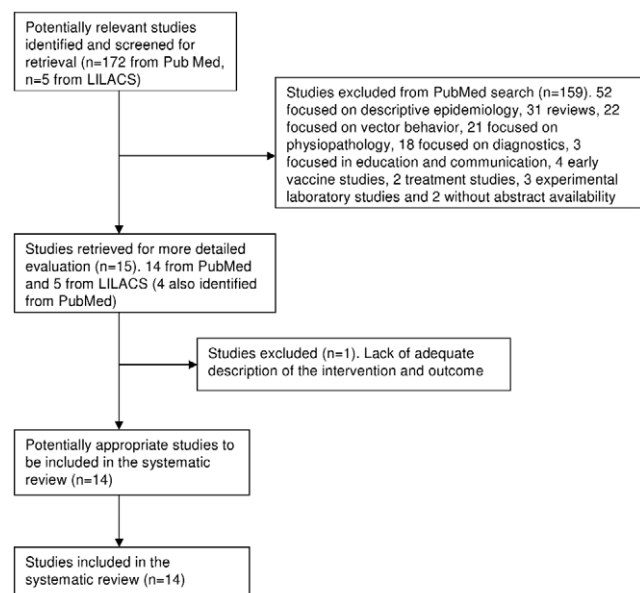 Potentially relevant studies
identified and screened for
retrieval (n=172 from Pub Med,
n=5 from LILACS)
Studies excluded from PubMed search (n=159). 52
focused on descriptive epidemiology, 31 reviews, 22
focused on vector behavior, 21 focused on
physiopathology, 18 focused on diagnostics, 3
focused in education and communication, 4 early
vaccine studies, 2 treatment studies, 3 experimental
laboratory studies and 2 without abstract availability
Studies retrieved for more detailed
evaluation (n=15). 14 from PubMed
and 5 from LILACS (4 also identified
from PubMed)
Studies excluded (n=1). Lack of adequate
description of the intervention and outcome
Potentially appropriate studies to
be included in the systematic
review (n=14)
Studies included in the
systematic review (n=14)